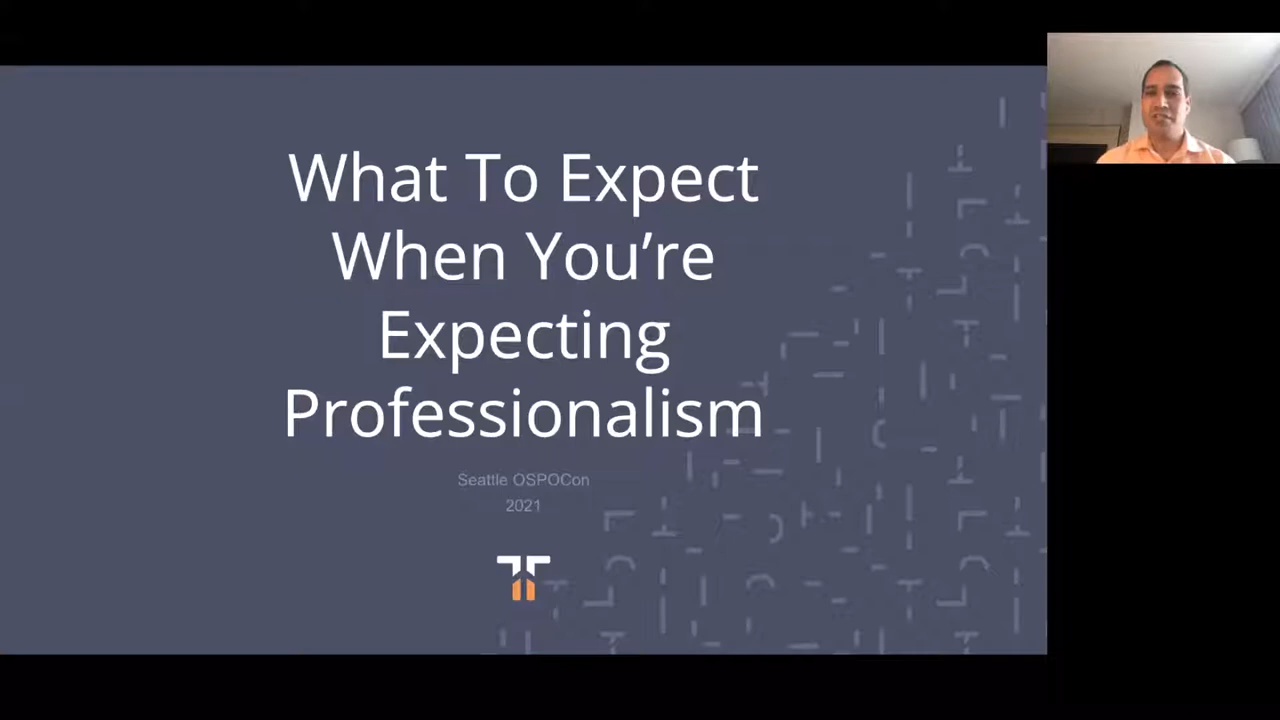 What To Expect
When You’re
Expecting
Professionalism
Seattle OSPOCon
2021